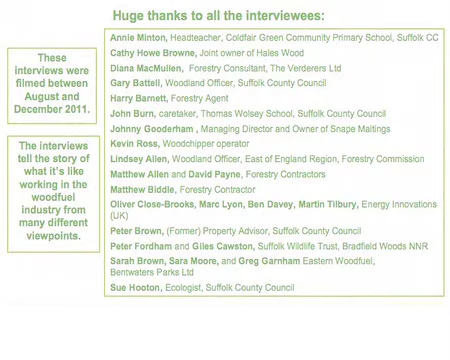 Huge thanks to all the interviewees:
These
interviews were
filmed between
August and
December 2011.
The interviews
tell the story of
what it's like
working in the
woodfuel
industry from
many different
viewpoints.
Annie Minton, Headteacher, Coldfair Green Community Primary School, Suffolk CC
Cathy Howe Browne, Joint owner of Hales Wood
Diana MacMullen, Forestry Consultant, The Verderers Ltd
Gary Battell, Woodland Officer, Suffolk County Council
Harry Barnett, Forestry Agent
John Burn, caretaker, Thomas Wolsey School, Suffolk County Council
Johnny Gooderham , Managing Director and Owner of Snape Maltings
Kevin Ross, Woodchipper operator
Lindsey Allen, Woodland Officer, East of England Region, Forestry Commission
Matthew Allen and David Payne, Forestry Contractors
Matthew Biddle, Forestry Contractor
Oliver Close-Brooks, Marc Lyon, Ben Davey, Martin Tilbury, Energy Innovations
(UK)
Peter Brown, (Former) Property Advisor, Suffolk County Council
Peter Fordham and Giles Cawston, Suffolk Wildlife Trust, Bradfield Woods NNR
Sarah Brown, Sara Moore, and Greg Garnham Eastern Woodfuel,
Bentwaters Parks Ltd
Sue Hooton, Ecologist, Suffolk County Council